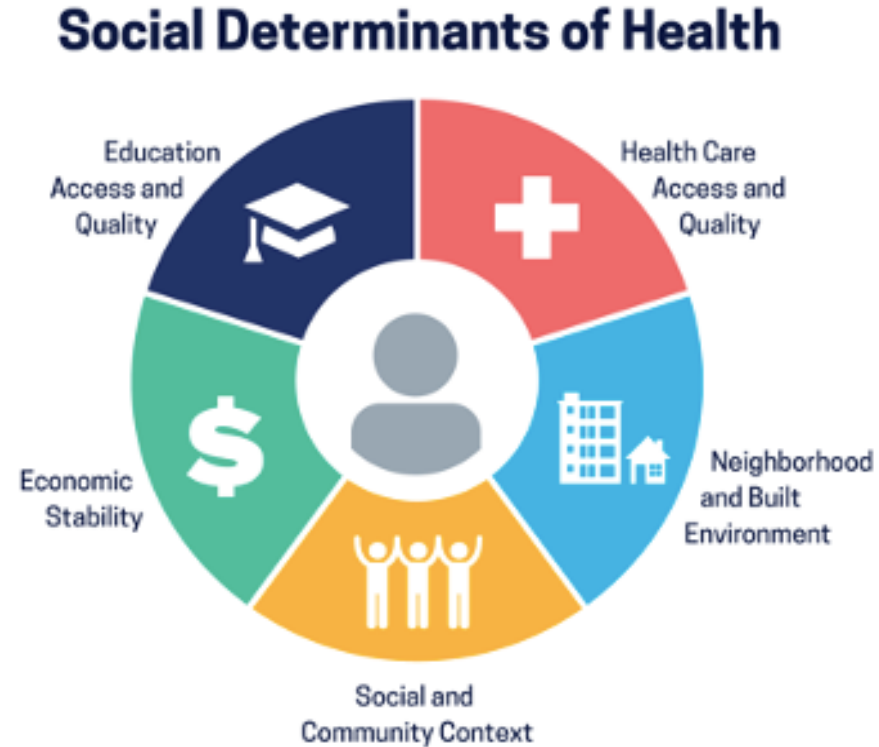 Social Determinants of Health
Education
Access and
Quality
Health Care
Access and
Quality
Economic
Stability
Neighborhood
and Built
Environment
Social and
Community Context